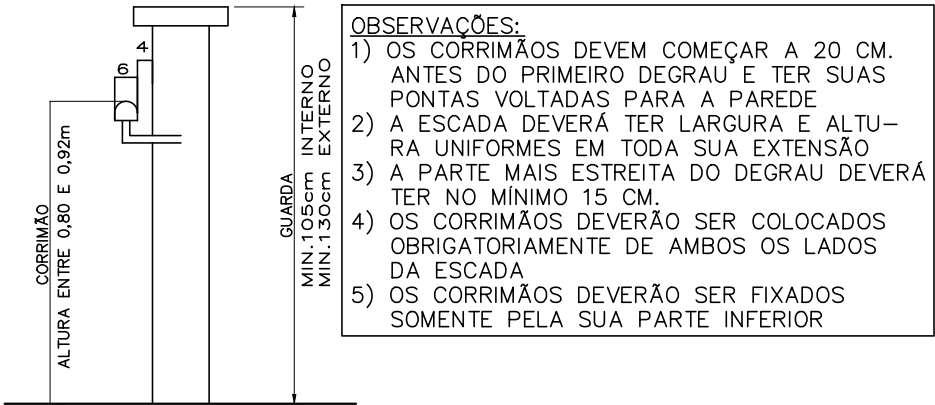 4
6
CORRIMÃO
ALTURA ENTRE 0,80 E 0,92m
GUARDA
MIN.105cm INTERNO
MIN.130cm EXTERNO
OBSERVAÇÕES:
1) OS CORRIMÃOS DEVEM COMEÇAR A 20 CM.
ANTES DO PRIMEIRO DEGRAU E TER SUAS
PONTAS VOLTADAS PARA A PAREDE
2) A ESCADA DEVERÁ TER LARGURA E ALTU-
RA UNIFORMES EM TODA SUA EXTENSÃO
3) A PARTE MAIS ESTREITA DO DEGRAU DEVERÁ
TER NO MÍNIMO 15 CM.
4) OS CORRIMÃOS DEVERÃO SER COLOCADOS
OBRIGATORIAMENTE DE AMBOS OS LADOS
DA ESCADA
5) OS CORRIMÃOS DEVERÃO SER FIXADOS
SOMENTE PELA SUA PARTE INFERIOR